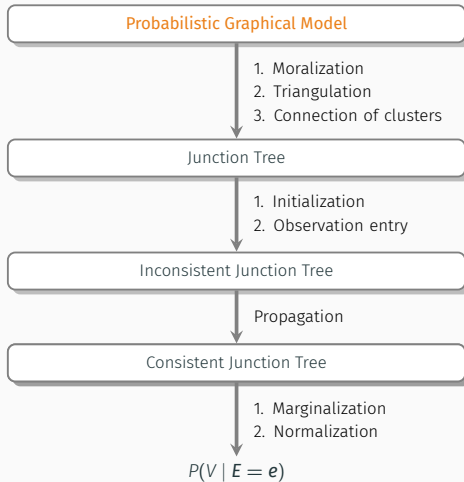 Probabilistic Graphical Model
1. Moralization
2. Triangulation
3. Connection of clusters
Junction Tree
1. Initialization
2. Observation entry
Inconsistent Junction Tree
Propagation
Consistent Junction Tree
1. Marginalization
2. Normalization
P(V | E = e)